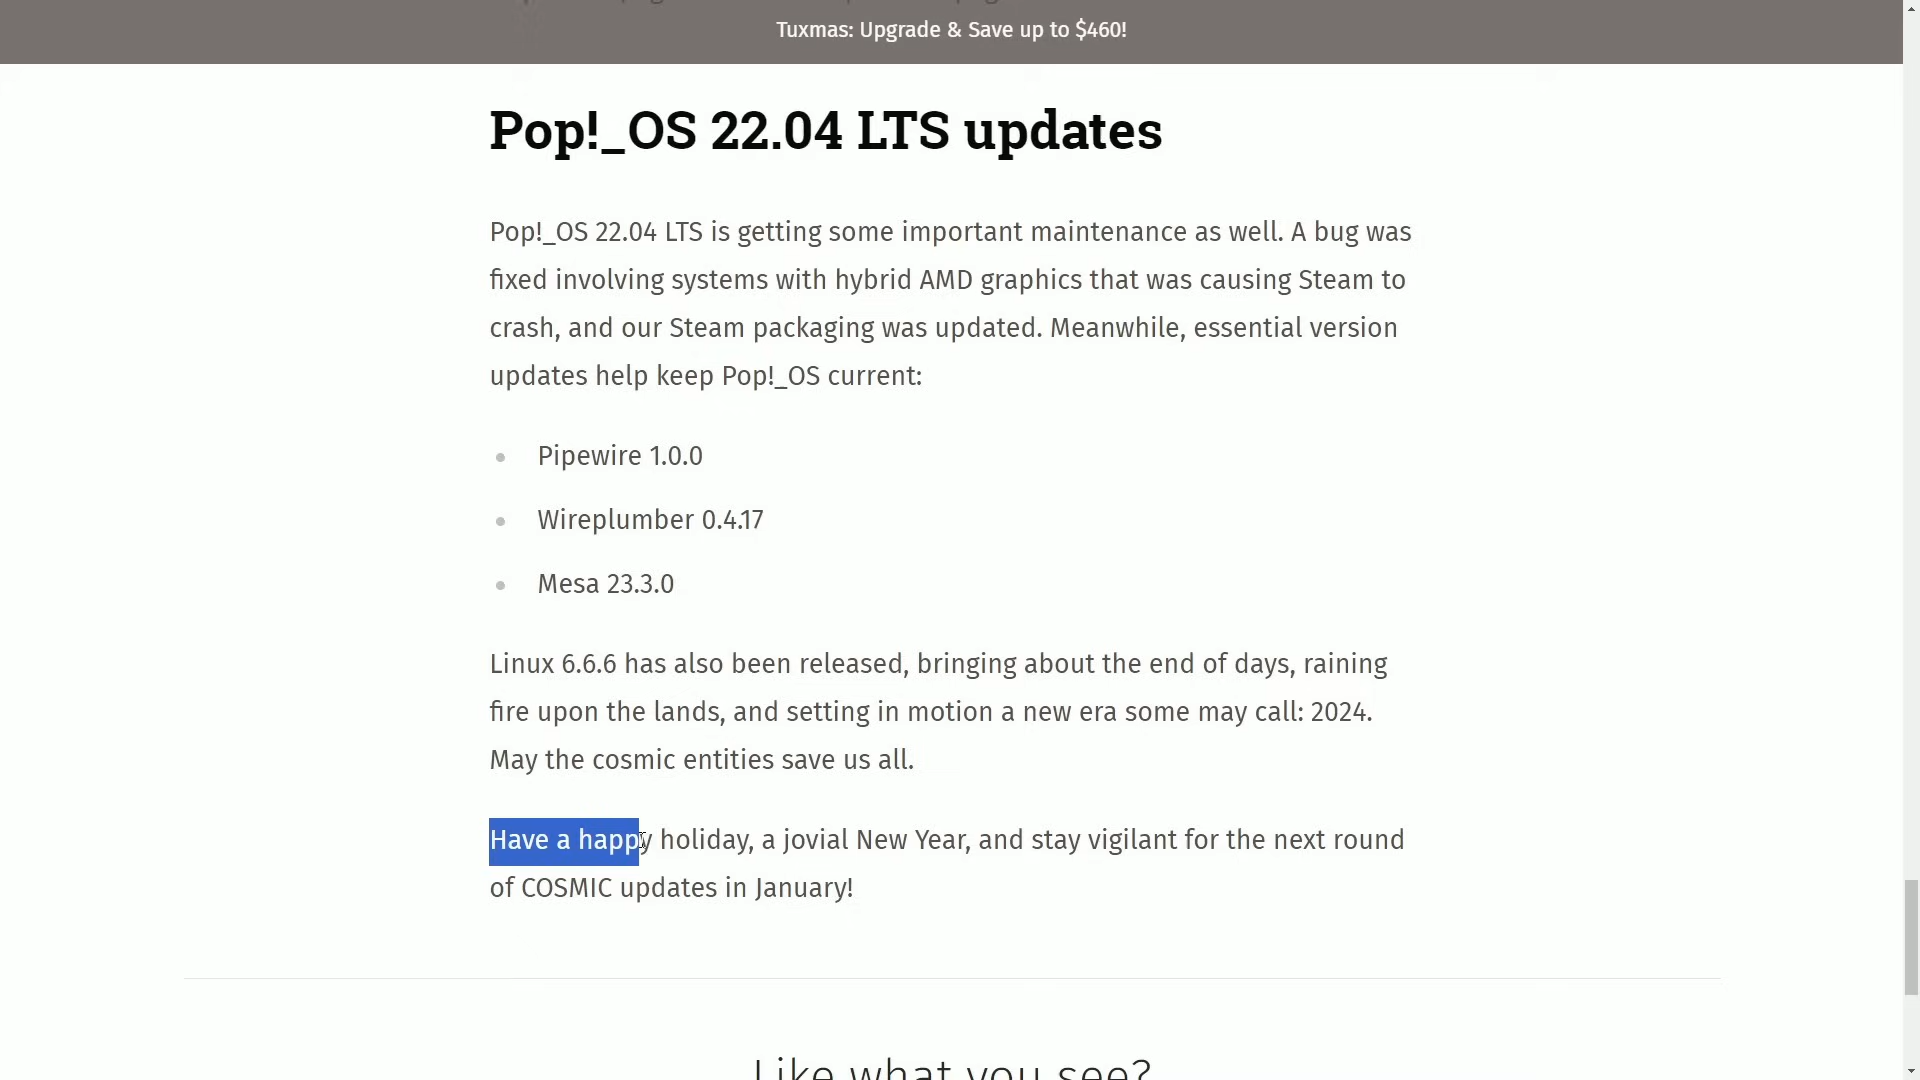 Tuxmas: Upgrade & Save up to $460!
Pop!_OS 22.04 LTS updates
Pop!_OS 22.04 LTS is getting some important maintenance as well. A bug was
fixed involving systems with hybrid AMD graphics that was causing Steam to
crash, and our Steam packaging was updated. Meanwhile, essential version
updates help keep Pop!_OS current:
Pipewire 1.0.0
Wireplumber 0.4.17
Mesa 23.3.0
Linux 6.6.6 has also been released, bringing about the end of days, raining
fire upon the lands, and setting in motion a new era some may call: 2024.
May the cosmic entities save us all.
Have a happy holiday, a jovial New Year, and stay vigilant for the next round
of COSMIC updates in January!
Like what you see?